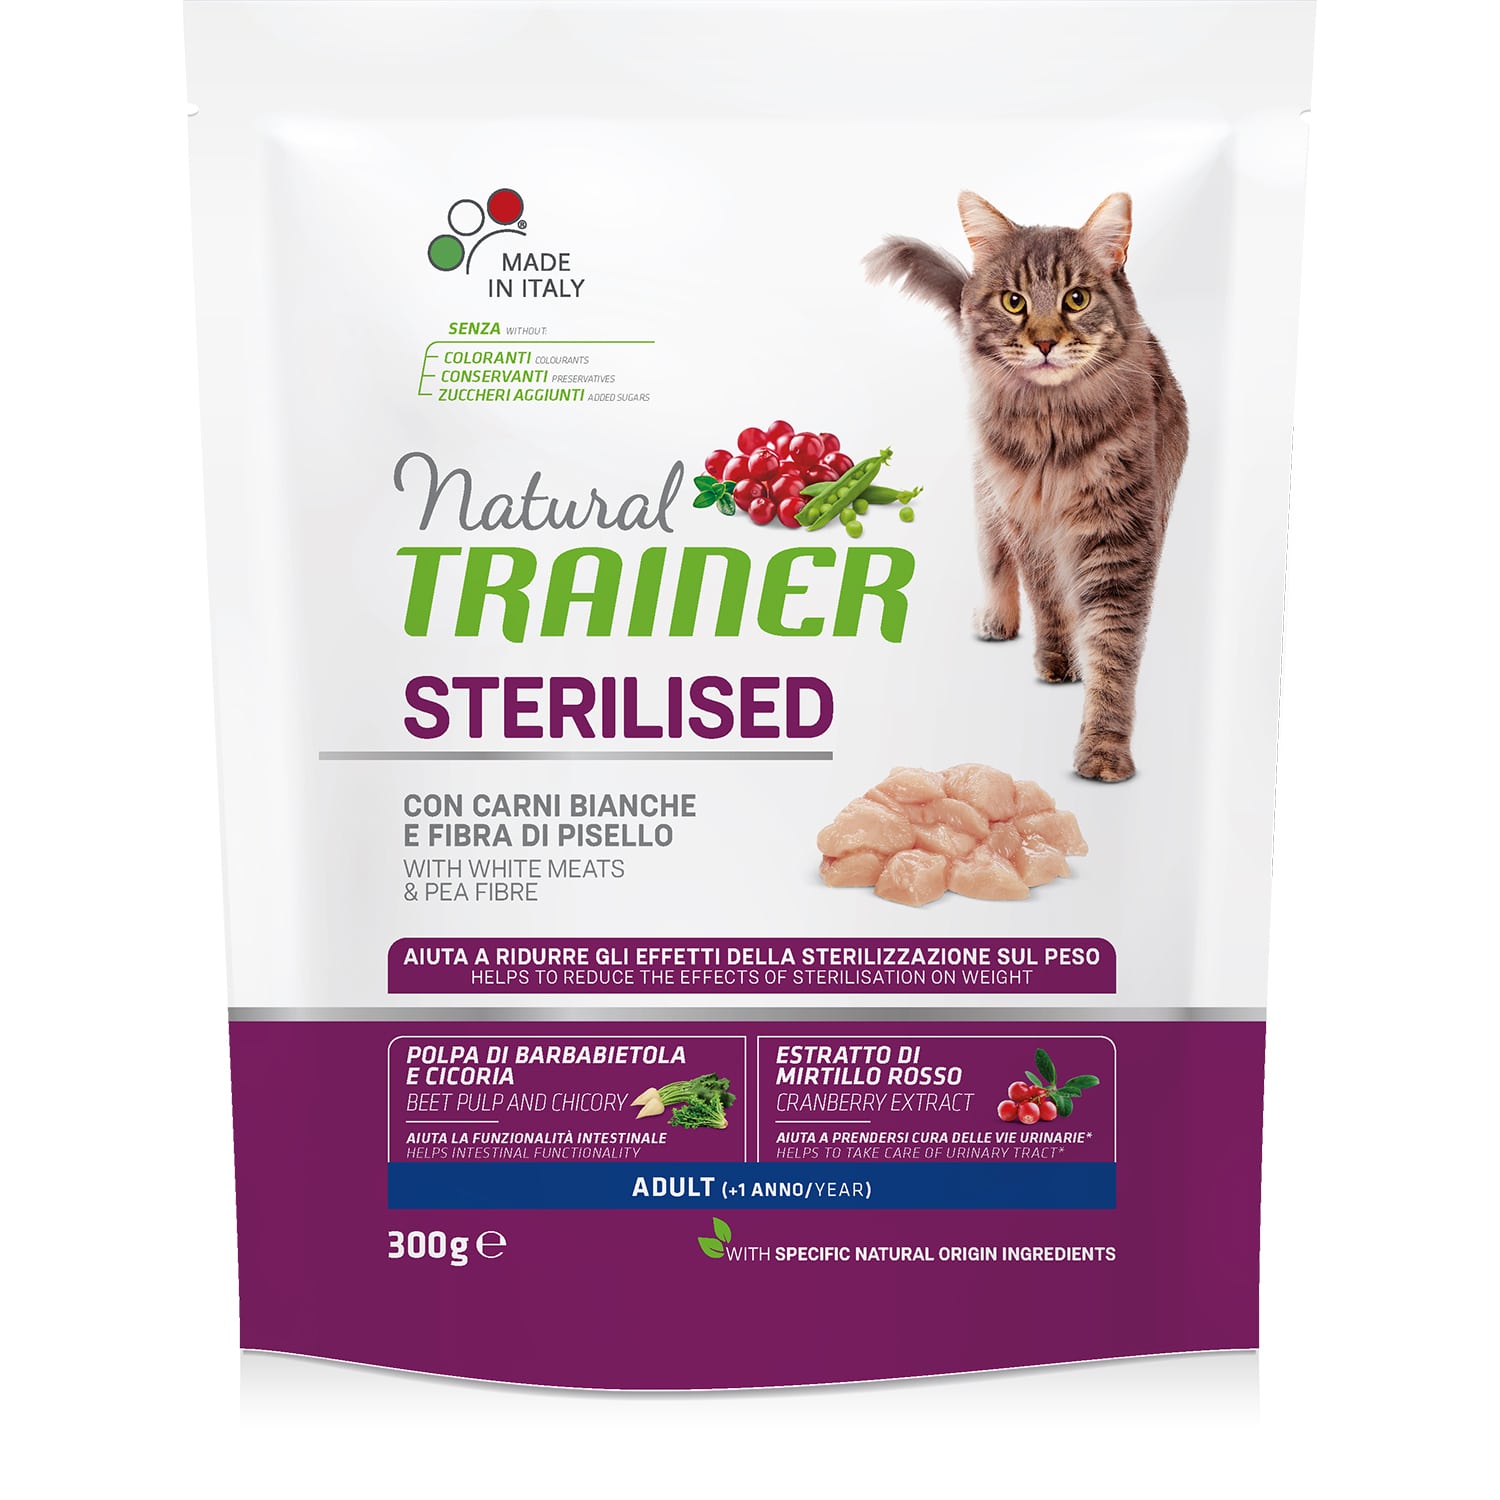 MADE
IN ITALY
SENZA WITHOUT:
COLORANTI COLOURANTS
CONSERVANTI PRESERVATIVES
ZUCCHERI AGGIUNTI ADDED SUGARS
Natural
TRAINER
STERILISED
CON CARNI BIANCHE
E FIBRA DI PISELLO
WITH WHITE MEATS
& PEA FIBRE
AIUTA A RIDURRE GLI EFFETTI DELLA STERILIZZAZIONE SUL PESO
HELPS TO REDUCE THE EFFECTS OF STERILISATION ON WEIGHT
POLPA DI BARBABIETOLA
E CICORIA
BEET PULP AND CHICORY
AIUTA LA FUNZIONALITÀ INTESTINALE
HELPS INTESTINAL FUNCTIONALITY
ESTRATTO DI
MIRTILLO ROSSO
CRANBERRY EXTRACT
AIUTA A PRENDERSI CURA DELLE VIE URINARIE*
HELPS TO TAKE CARE OF URINARY TRACT*
ADULT (+1 ANNO/YEAR)
300g ℮
WITH SPECIFIC NATURAL ORIGIN INGREDIENTS